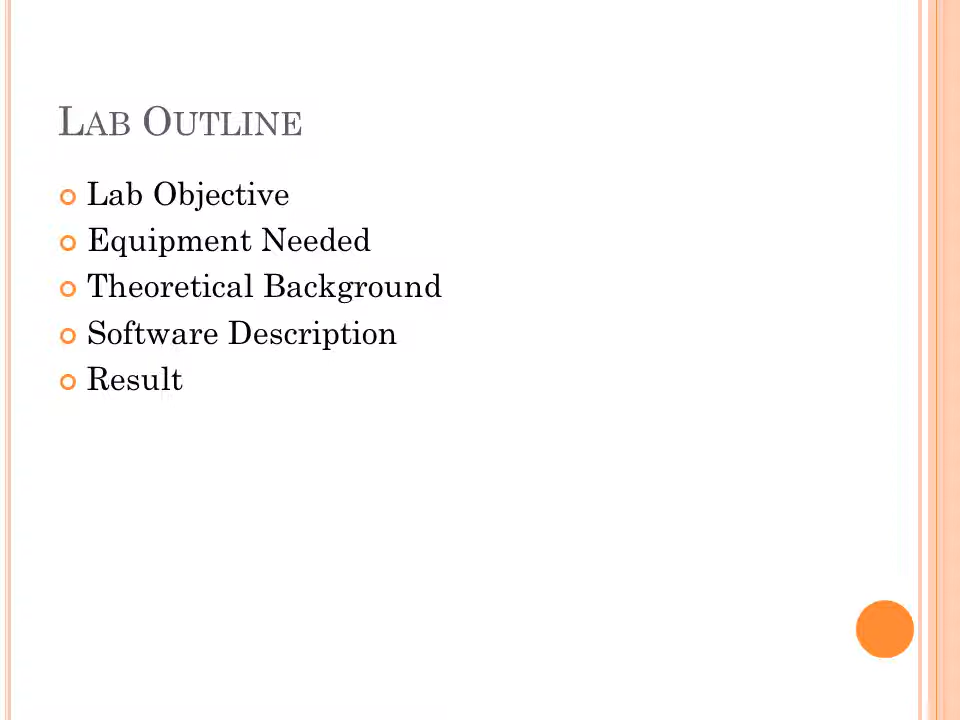 LAB OUTLINE
Lab Objective
Equipment Needed
Theoretical Background
Software Description
Result